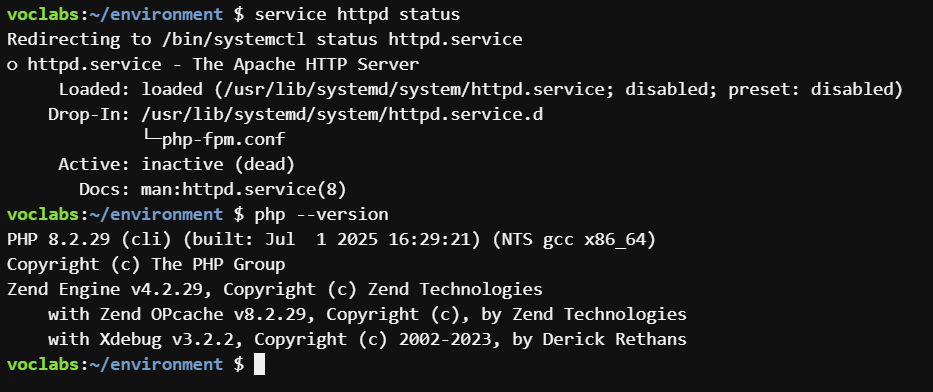 voclabs:~/environment $ service httpd status
Redirecting to /bin/systemctl status httpd.service
○ httpd.service - The Apache HTTP Server
     Loaded: loaded (/usr/lib/systemd/system/httpd.service; disabled; preset: disabled)
    Drop-In: /usr/lib/systemd/system/httpd.service.d
             └─php-fpm.conf
     Active: inactive (dead)
       Docs: man:httpd.service(8)
voclabs:~/environment $ php --version
PHP 8.2.29 (cli) (built: Jul  1 2025 16:29:21) (NTS gcc x86_64)
Copyright (c) The PHP Group
Zend Engine v4.2.29, Copyright (c) Zend Technologies
    with Zend OPcache v8.2.29, Copyright (c), by Zend Technologies
    with Xdebug v3.2.2, Copyright (c) 2002-2023, by Derick Rethans
voclabs:~/environment $